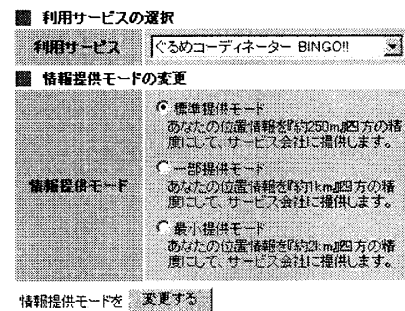 ■ 利用サービスの選択
利用サービス
ぐるめコーディネーター BINGO!!
■ 情報提供モードの変更
情報提供モード
標準提供モード
あなたの位置情報を『約250m』四方の精
度にして、サービス会社に提供します。
一部提供モード
あなたの位置情報を『約1km』四方の精
度にして、サービス会社に提供します。
最小提供モード
あなたの位置情報を『約2km』四方の精
度にして、サービス会社に提供します。
情報提供モードを 変更する